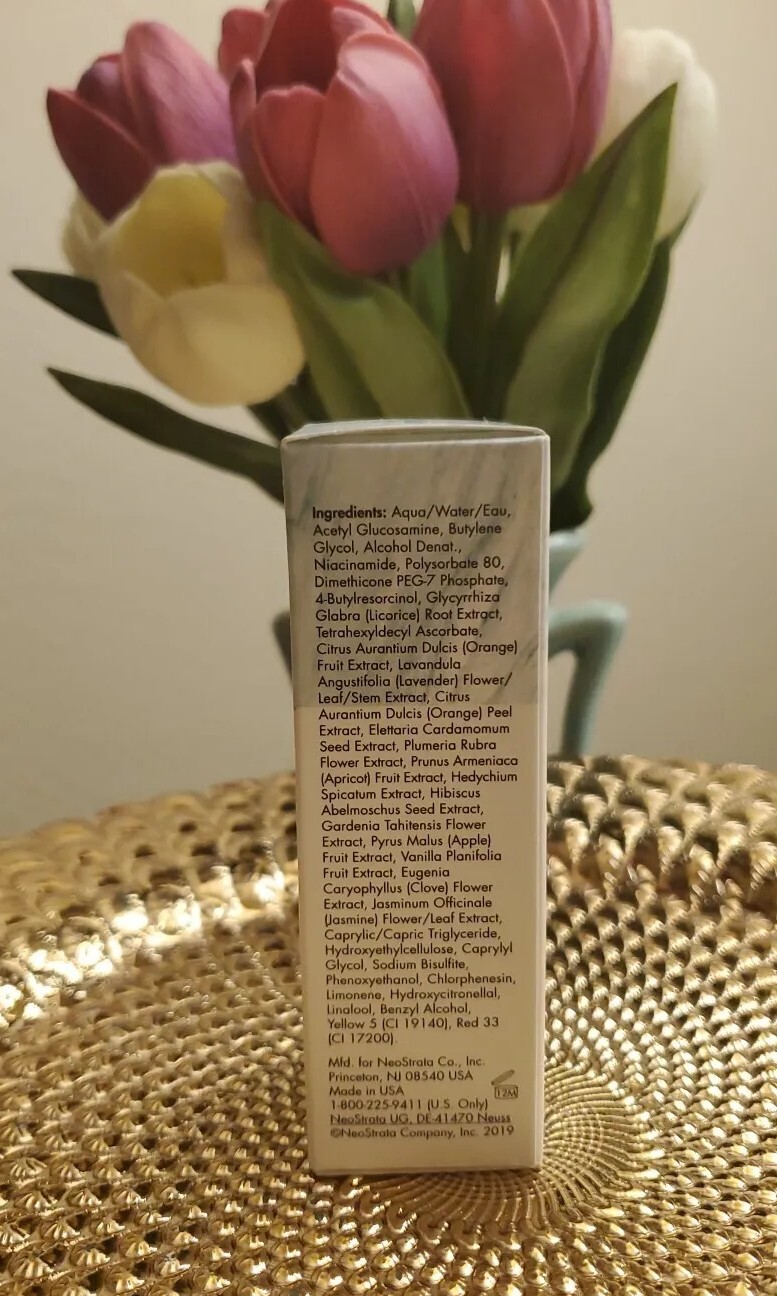 Ingredients: Aqua/Water/Eau,
Acetyl Glucosamine, Butylene
Glycol, Alcohol Denat.,
Niacinamide, Polysorbate 80,
Dimethicone PEG-7 Phosphate,
4-Butylresorcinol, Glycyrrhiza
Glabra (Licorice) Root Extract,
Tetrahexyldecyl Ascorbate,
Citrus Aurantium Dulcis (Orange)
Fruit Extract, Lavandula
Angustifolia (Lavender) Flower/
Leaf/Stem Extract, Citrus
Aurantium Dulcis (Orange) Peel
Extract, Elettaria Cardamomum
Seed Extract, Plumeria Rubra
Flower Extract, Prunus Armeniaca
(Apricot) Fruit Extract, Hedychium
Spicatum Extract, Hibiscus
Abelmoschus Seed Extract,
Gardenia Tahitensis Flower
Extract, Pyrus Malus (Apple)
Fruit Extract, Vanilla Planifolia
Fruit Extract, Eugenia
Caryophyllus (Clove) Flower
Extract, Jasminum Officinale
(Jasmine) Flower/Leaf Extract,
Caprylic/Capric Triglyceride,
Hydroxyethylcellulose, Caprylyl
Glycol, Sodium Bisulfite,
Phenoxyethanol, Chlorphenesin,
Limonene, Hydroxycitronellal,
Linalool, Benzyl Alcohol,
Yellow 5 (CI 19140), Red 33
(CI 17200).
Mfd. for NeoStrata Co., Inc.
Princeton, NJ 08540 USA
Made in USA
12M
1-800-225-9411 (U.S. Only)
NeoStrata UG, DE-41470 Neuss
©NeoStrata Company, Inc. 2019